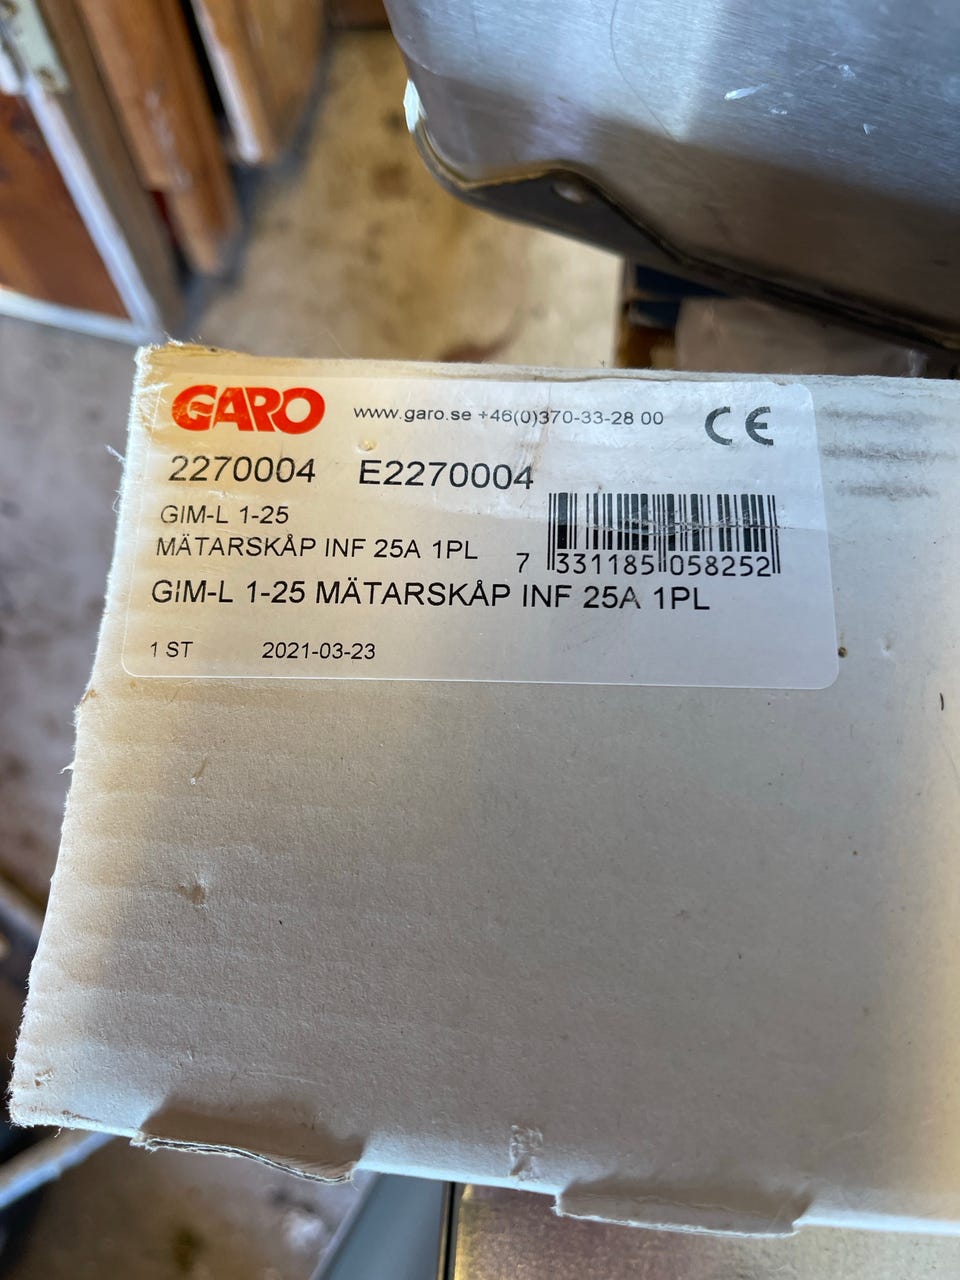 GARO www.garo.se +46(0)370-33-28 00 CE
2270004 E2270004
GIM-L 1-25
MÄTARSKÅP INF 25A 1PL
7 331185 058252
GIM-L 1-25 MÄTARSKÅP INF 25A 1PL
1 ST 2021-03-23